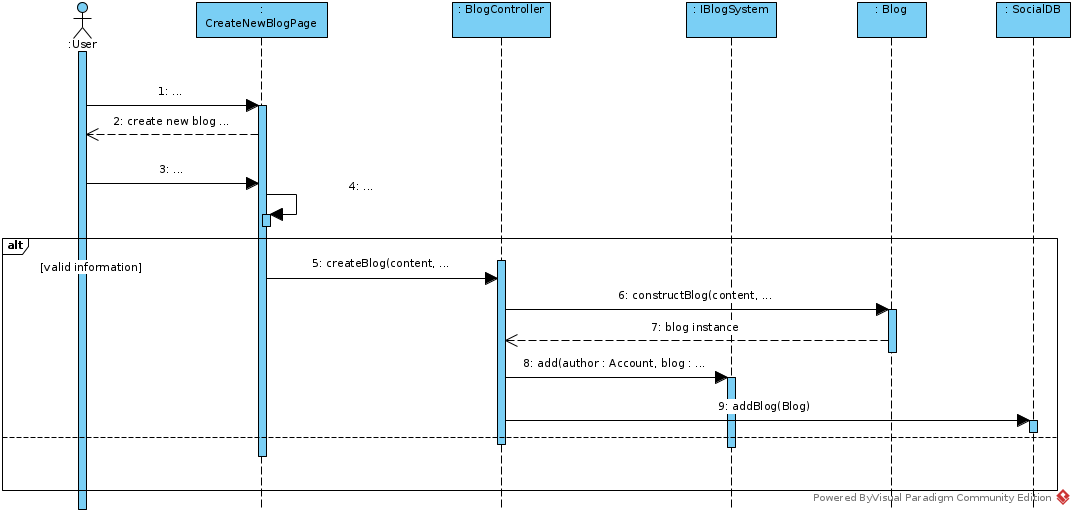 :
CreateNewBlogPage
: BlogController
: IBlogSystem
: Blog
: SocialDB
:User
1: ...
2: create new blog ...
3: ...
4: ...
alt
[valid information]
5: createBlog(content, ...
6: constructBlog(content, ...
7: blog instance
8: add(author : Account, blog : ...
9: addBlog(Blog)
Powered ByVisual Paradigm Community Edition